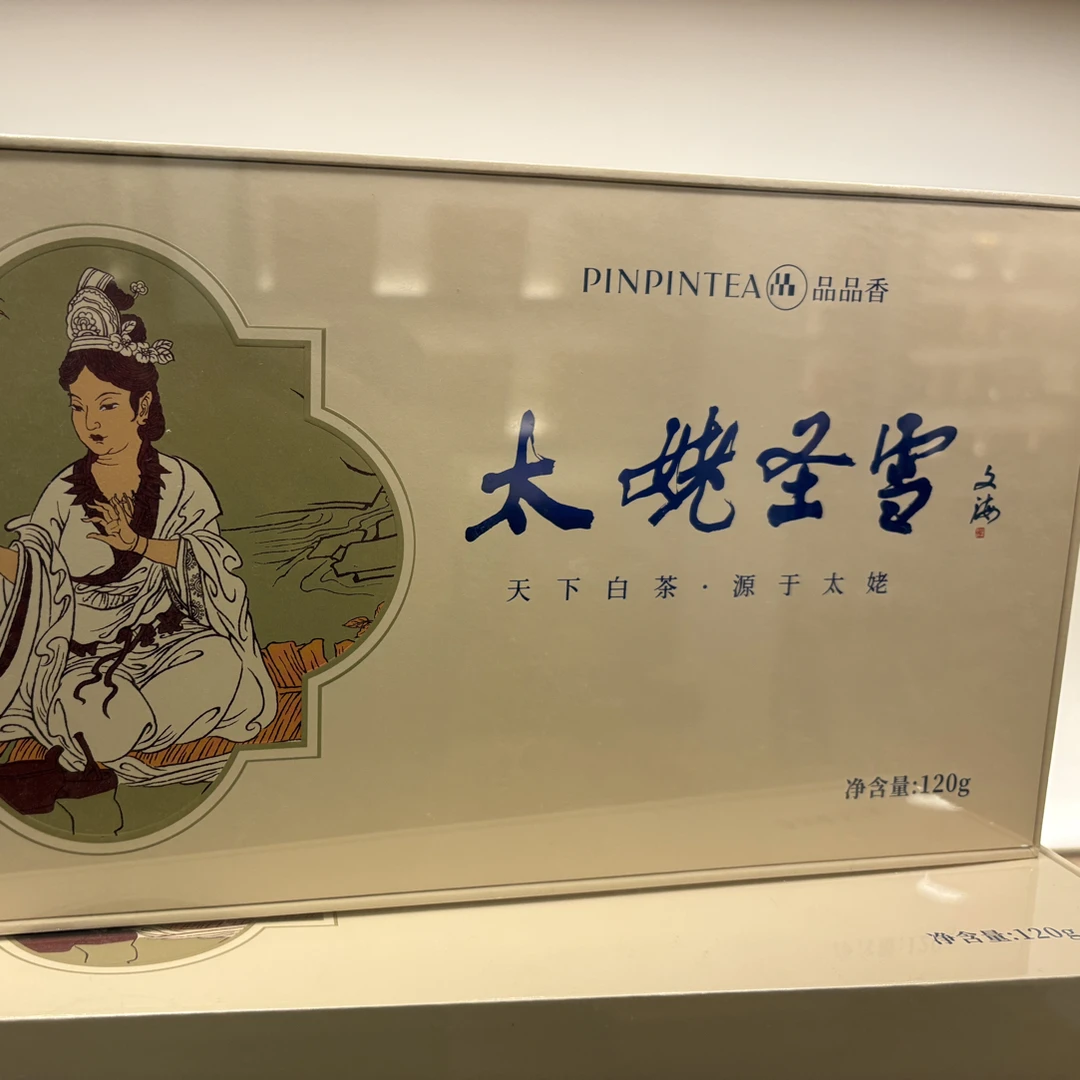 PINPINTEA 品品香
太姥圣雪
文海
天下白茶·源于太姥
净含量:120g
净含量:120g